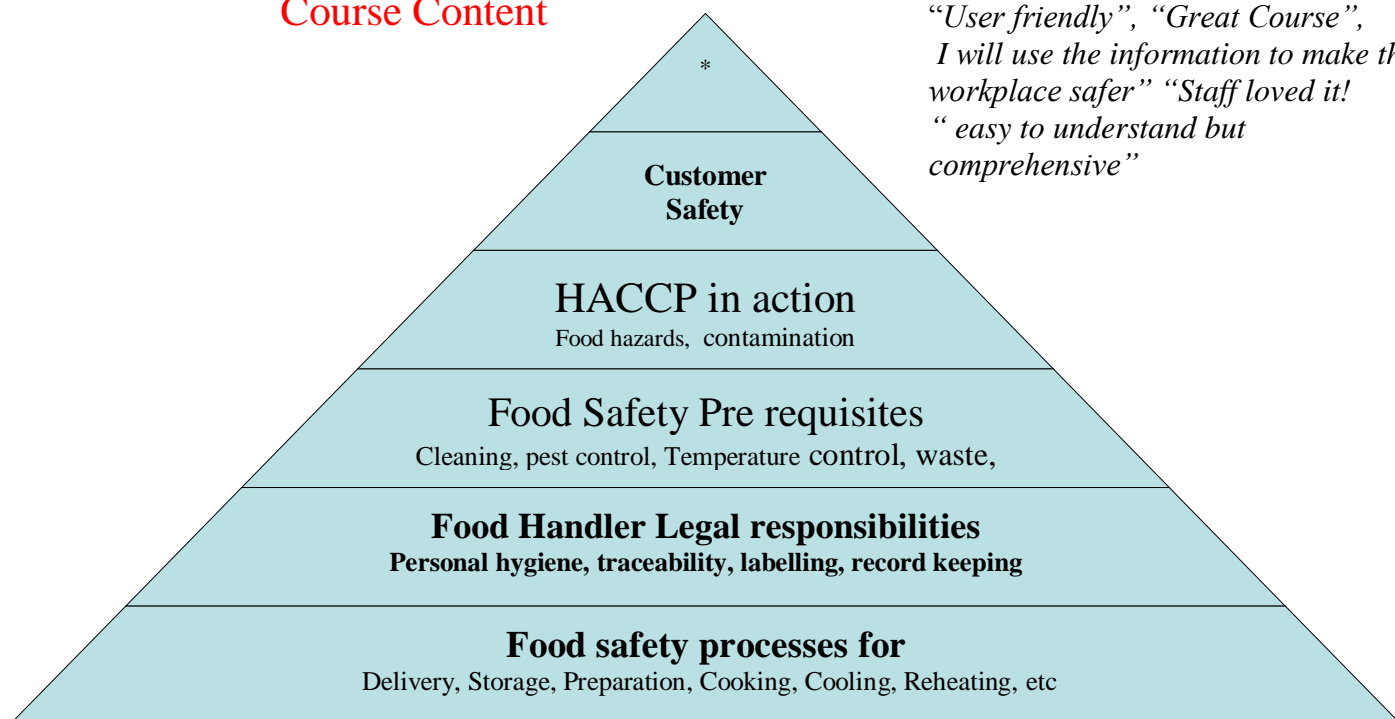 Course Content
“User friendly”, “Great Course”,
I will use the information to make th
workplace safer” “Staff loved it!
“ easy to understand but
comprehensive”
*
Customer
Safety
HACCP in action
Food hazards, contamination
Food Safety Pre requisites
Cleaning, pest control, Temperature control, waste,
Food Handler Legal responsibilities
Personal hygiene, traceability, labelling, record keeping
Food safety processes for
Delivery, Storage, Preparation, Cooking, Cooling, Reheating, etc